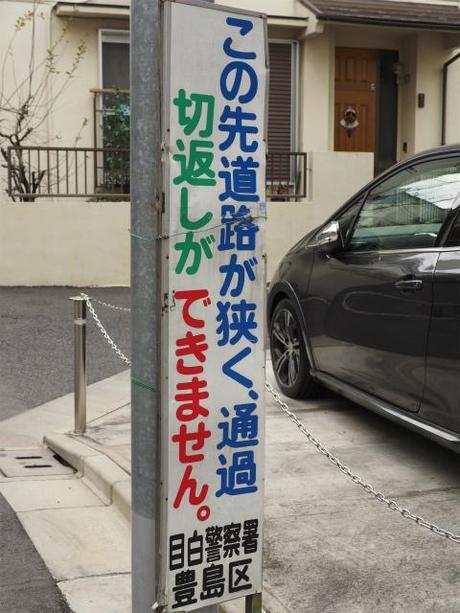 この先道路が狭く、通過
切返しができません。
目白警察署
豊島区